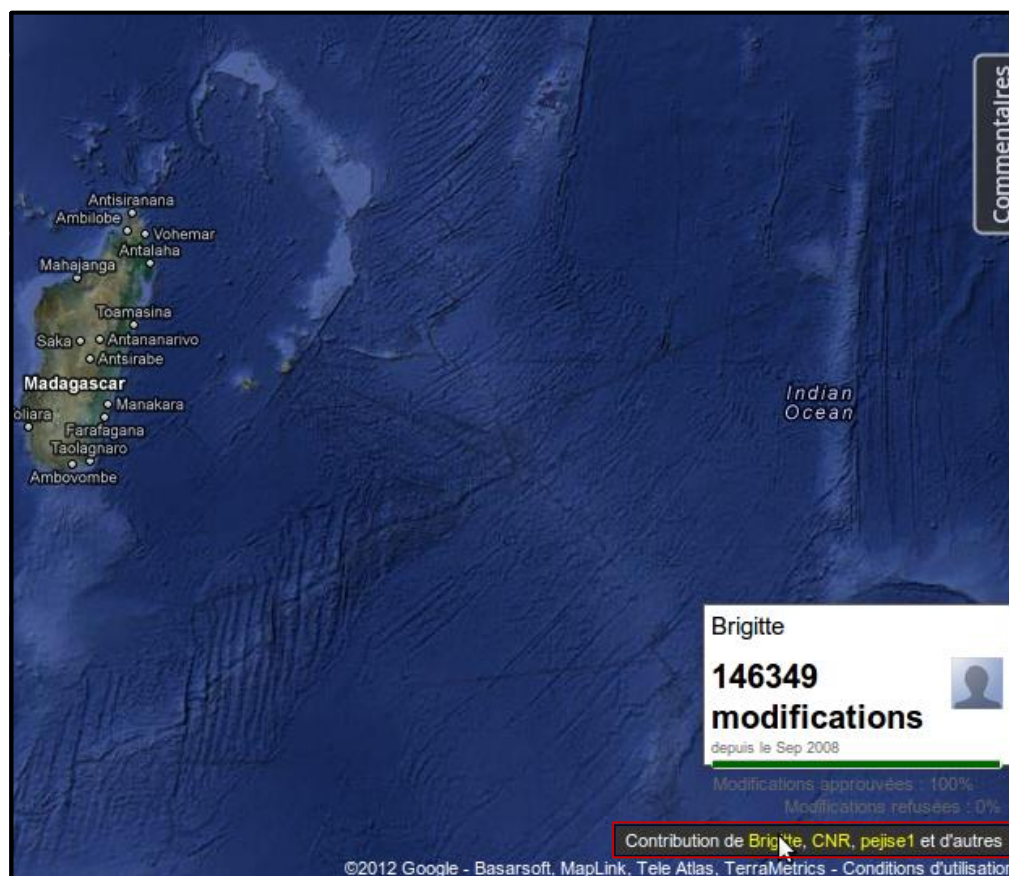 Commentaires
Antisiranana
Ambilobe
Vohemar
Antalaha
Mahajanga
Toamasina
Saka
Antananarivo
Antsirabe
Madagascar
Manakara
oliara
Farafagana
Taolagnaro
Ambovombe
Indian
Ocean
Brigitte
146349
modifications
depuis le Sep 2008
Modifications approuvées : 100%
Modifications refusées : 0%
Contribution de Brigitte, CNR, pejise1 et d'autres
©2012 Google - Basarsoft, MapLink, Tele Atlas, TerraMetrics - Conditions d'utilisation